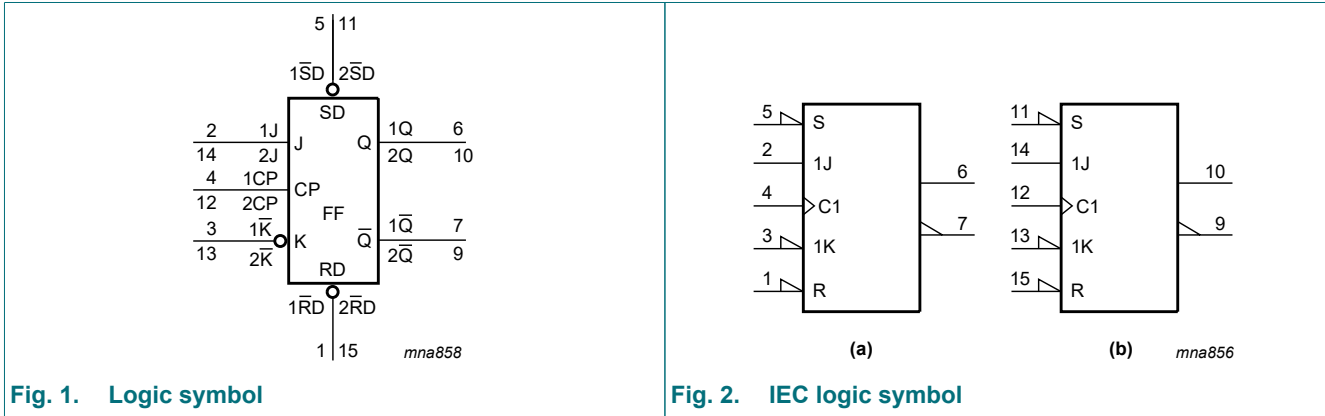 5 11
1S̅D 2S̅D
SD
2 1J J Q 1Q 6
14 2J 2Q 10
4 1CP CP
12 2CP
FF
3 1K̅ K Q̅ 1Q̅ 7
13 2K̅ 2Q̅ 9
RD
1R̅D 2R̅D
1 15 mna858
Fig. 1. Logic symbol
5 S
2 1J
6
4 C1
7
3 1K
1 R
(a)
11 S
14 1J
10
12 C1
9
13 1K
15 R
(b) mna856
Fig. 2. IEC logic symbol